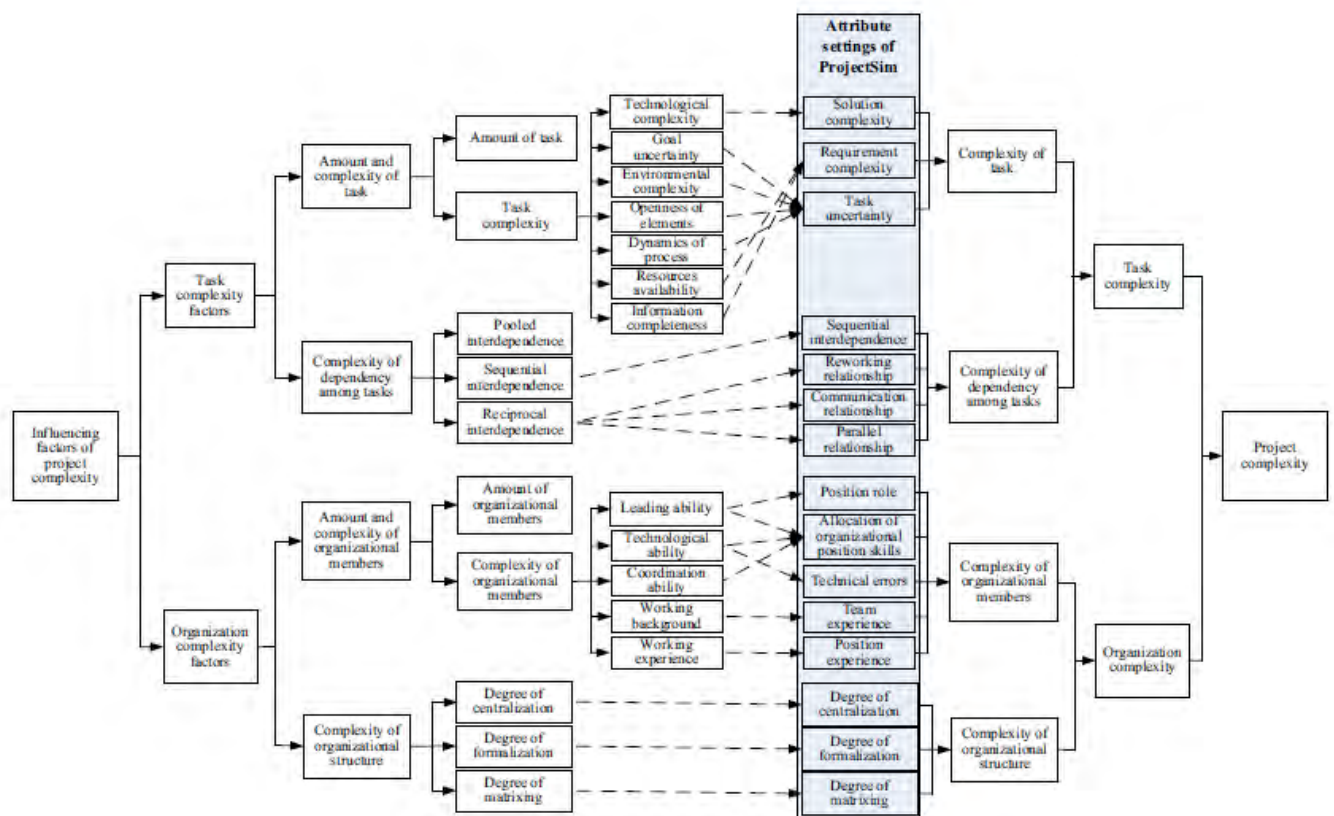 Attribute
settings of
ProjectSim
Influencing
factors of
project
complexity
Task
complexity
factors
Organization
complexity
factors
Amount and
complexity of
task
Complexity of
dependency
among tasks
Amount and
complexity of
organizational
members
Complexity of
organizational
structure
Amount of task
Task
complexity
Pooled
interdependence
Sequential
interdependence
Reciprocal
interdependence
Amount of
organizational
members
Complexity of
organizational
members
Degree of
centralization
Degree of
formalization
Degree of
matrixing
Technological
complexity
Goal
uncertainty
Environmental
complexity
Openness of
elements
Dynamics of
process
Resources
availability
Information
completeness
Leading ability
Technological
ability
Coordination
ability
Working
background
Working
experience
Solution
complexity
Requirement
complexity
Task
uncertainty
Sequential
interdependence
Reworking
relationship
Communication
relationship
Parallel
relationship
Position role
Allocation of
organizational
position skills
Technical errors
Team
experience
Position
experience
Degree of
centralization
Degree of
formalization
Degree of
matrixing
Complexity of
task
Complexity of
dependency
among tasks
Complexity of
organizational
members
Complexity of
organizational
structure
Task
complexity
Organization
complexity
Project
complexity